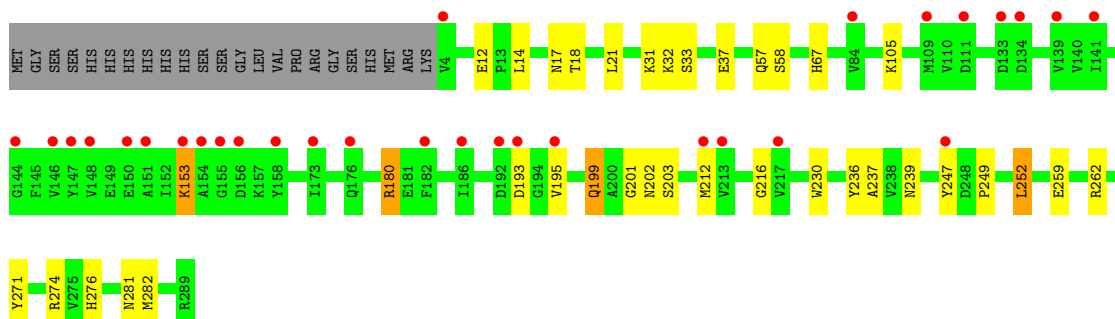 MET GLY SER SER HIS HIS HIS HIS HIS HIS SER SER GLY LEU VAL PRO ARG GLY SER HIS MET ARG LYS V4 E12 P13 L14 N17 T18 L21 K31 K32 S33 E37 Q57 S58 H67 V84 K105 M109 V110 D111 D133 D134 V139 V140 I141
G144 F145 V146 Y147 V148 E149 E150 A151 I152 K153 A154 G155 D156 K157 Y158 I173 Q176 R180 E181 F182 I186 D192 D193 G194 V195 Q199 A200 G201 N202 S203 M212 V213 G216 V217 W230 Y236 A237 V238 N239 Y247 D248 P249 L252 E259 R262
Y271 R274 V275 H276 N281 M282 R289